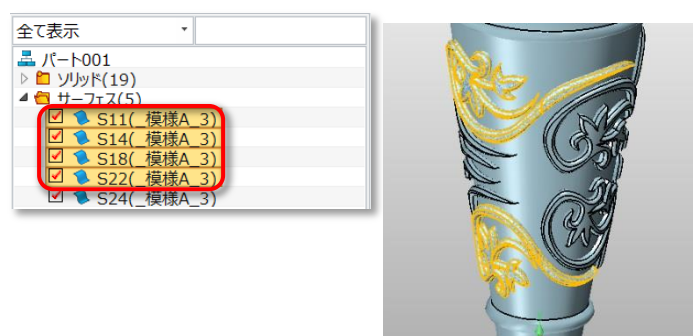 全て表示
パート001
ソリッド(19)
サーフェス(5)
S11(_模様A_3)
S14(_模様A_3)
S18(_模様A_3)
S22(_模様A_3)
S24(_模様A_3)